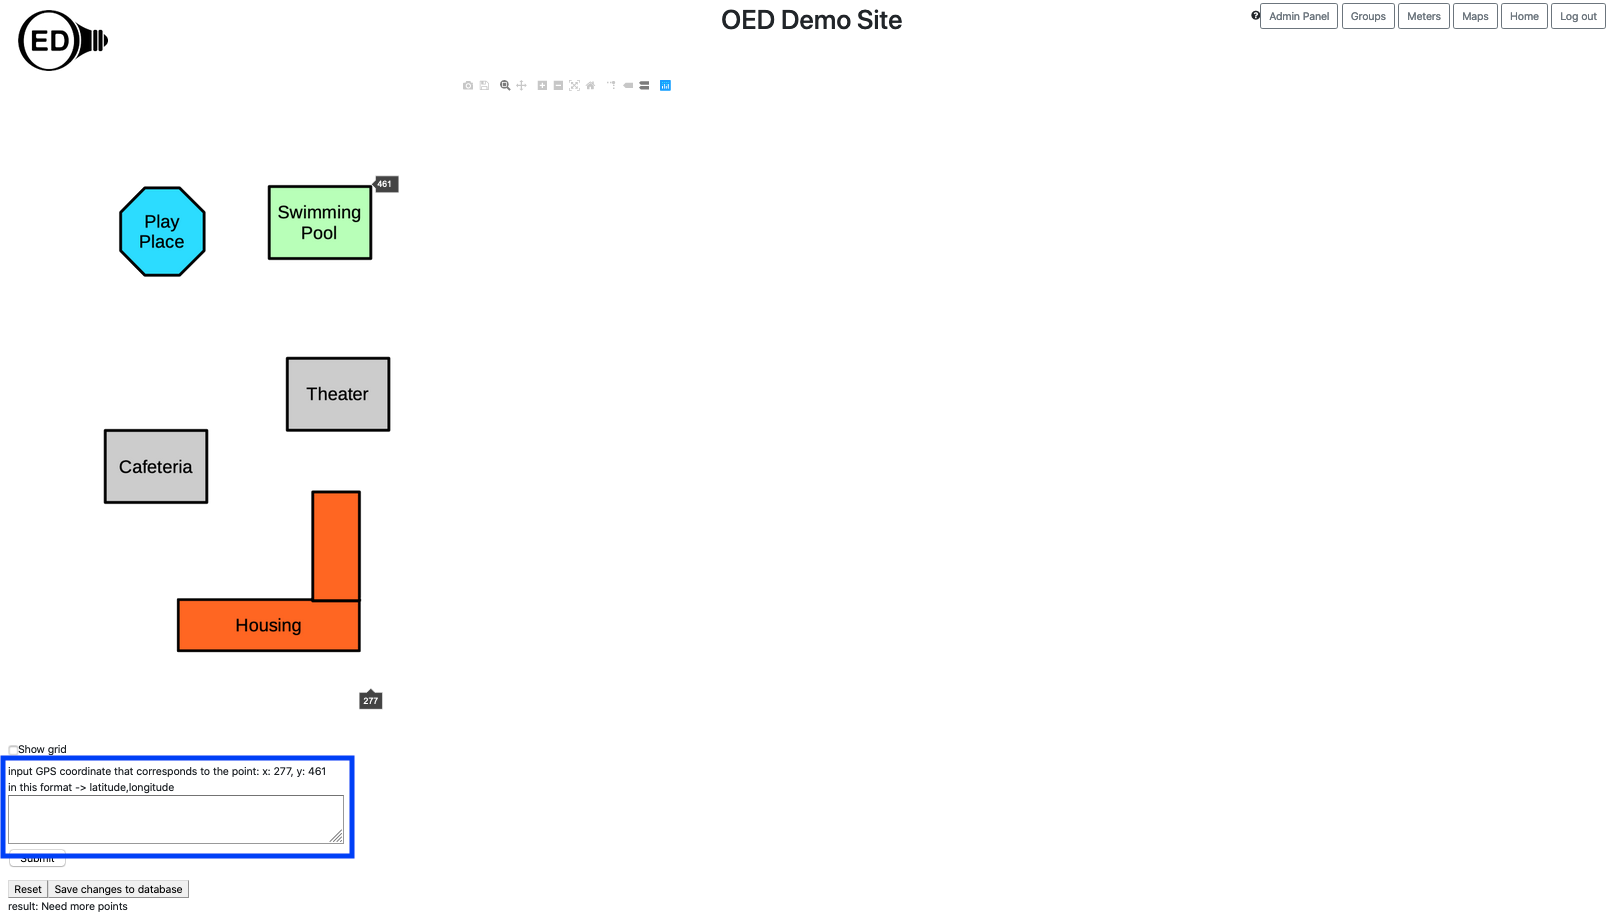 ED
OED Demo Site
Admin Panel
Groups
Meters
Maps
Home
Log out
461
Play
Place
Swimming
Pool
Theater
Cafeteria
Housing
277
Show grid
input GPS coordinate that corresponds to the point: x: 277, y: 461
in this format -> latitude,longitude
Submit
Reset
Save changes to database
result: Need more points